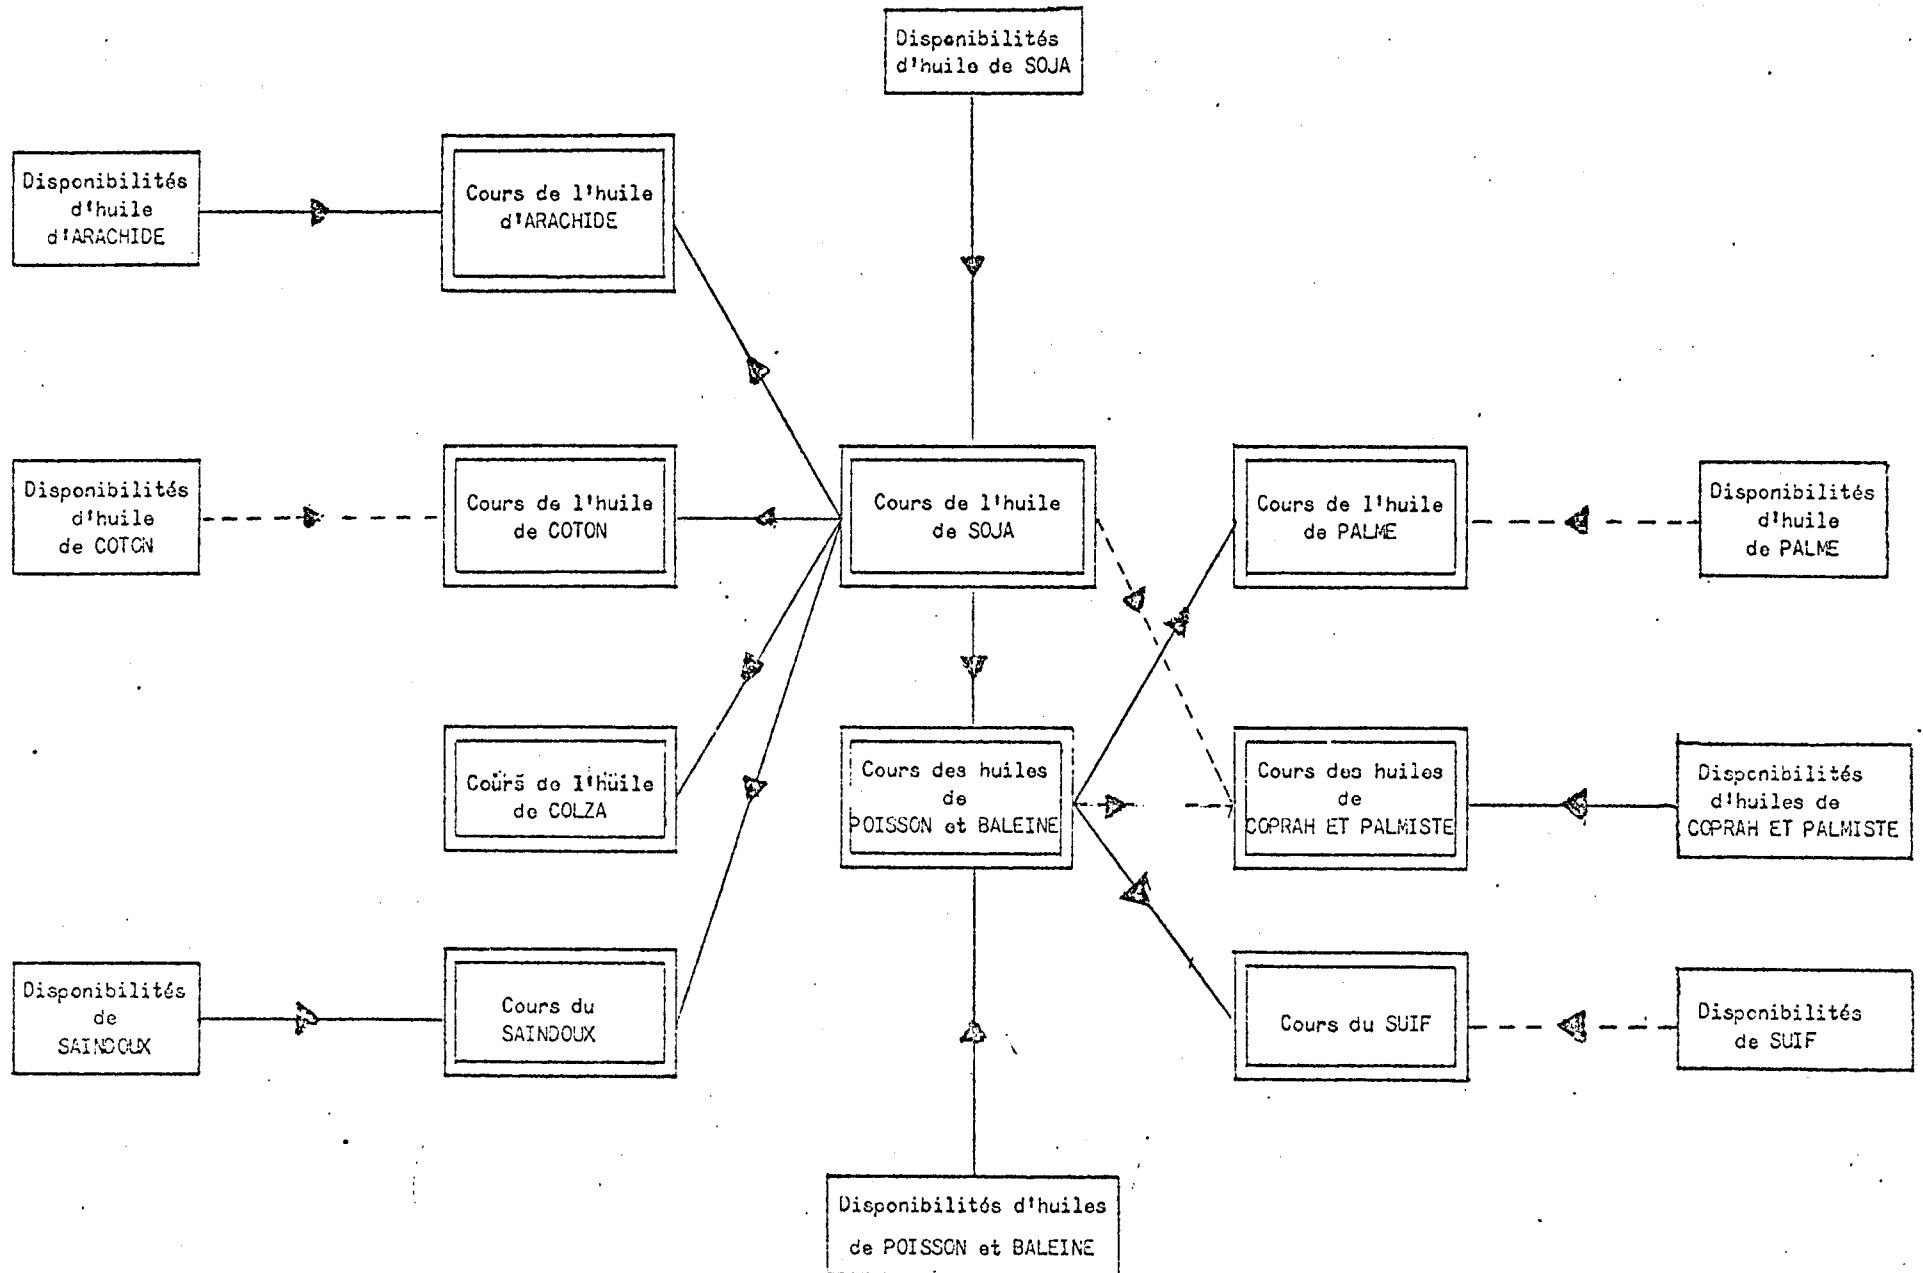 Disponibilités
d'huile de SOJA
Disponibilités
d'huile
d'ARACHIDE
Cours de l'huile
d'ARACHIDE
Disponibilités
d'huile
de COTON
Cours de l'huile
de COTON
Cours de l'huile
de SOJA
Cours de l'huile
de PALME
Disponibilités
d'huile
de PALME
Cours de l'huile
de COLZA
Cours des huiles
de
POISSON et BALEINE
Cours des huiles
de
COPRAH ET PALMISTE
Disponibilités
d'huiles de
COPRAH ET PALMISTE
Disponibilités
de
SAINDOUX
Cours du
SAINDOUX
Cours du SUIF
Disponibilités
de SUIF
Disponibilités d'huiles
de POISSON et BALEINE